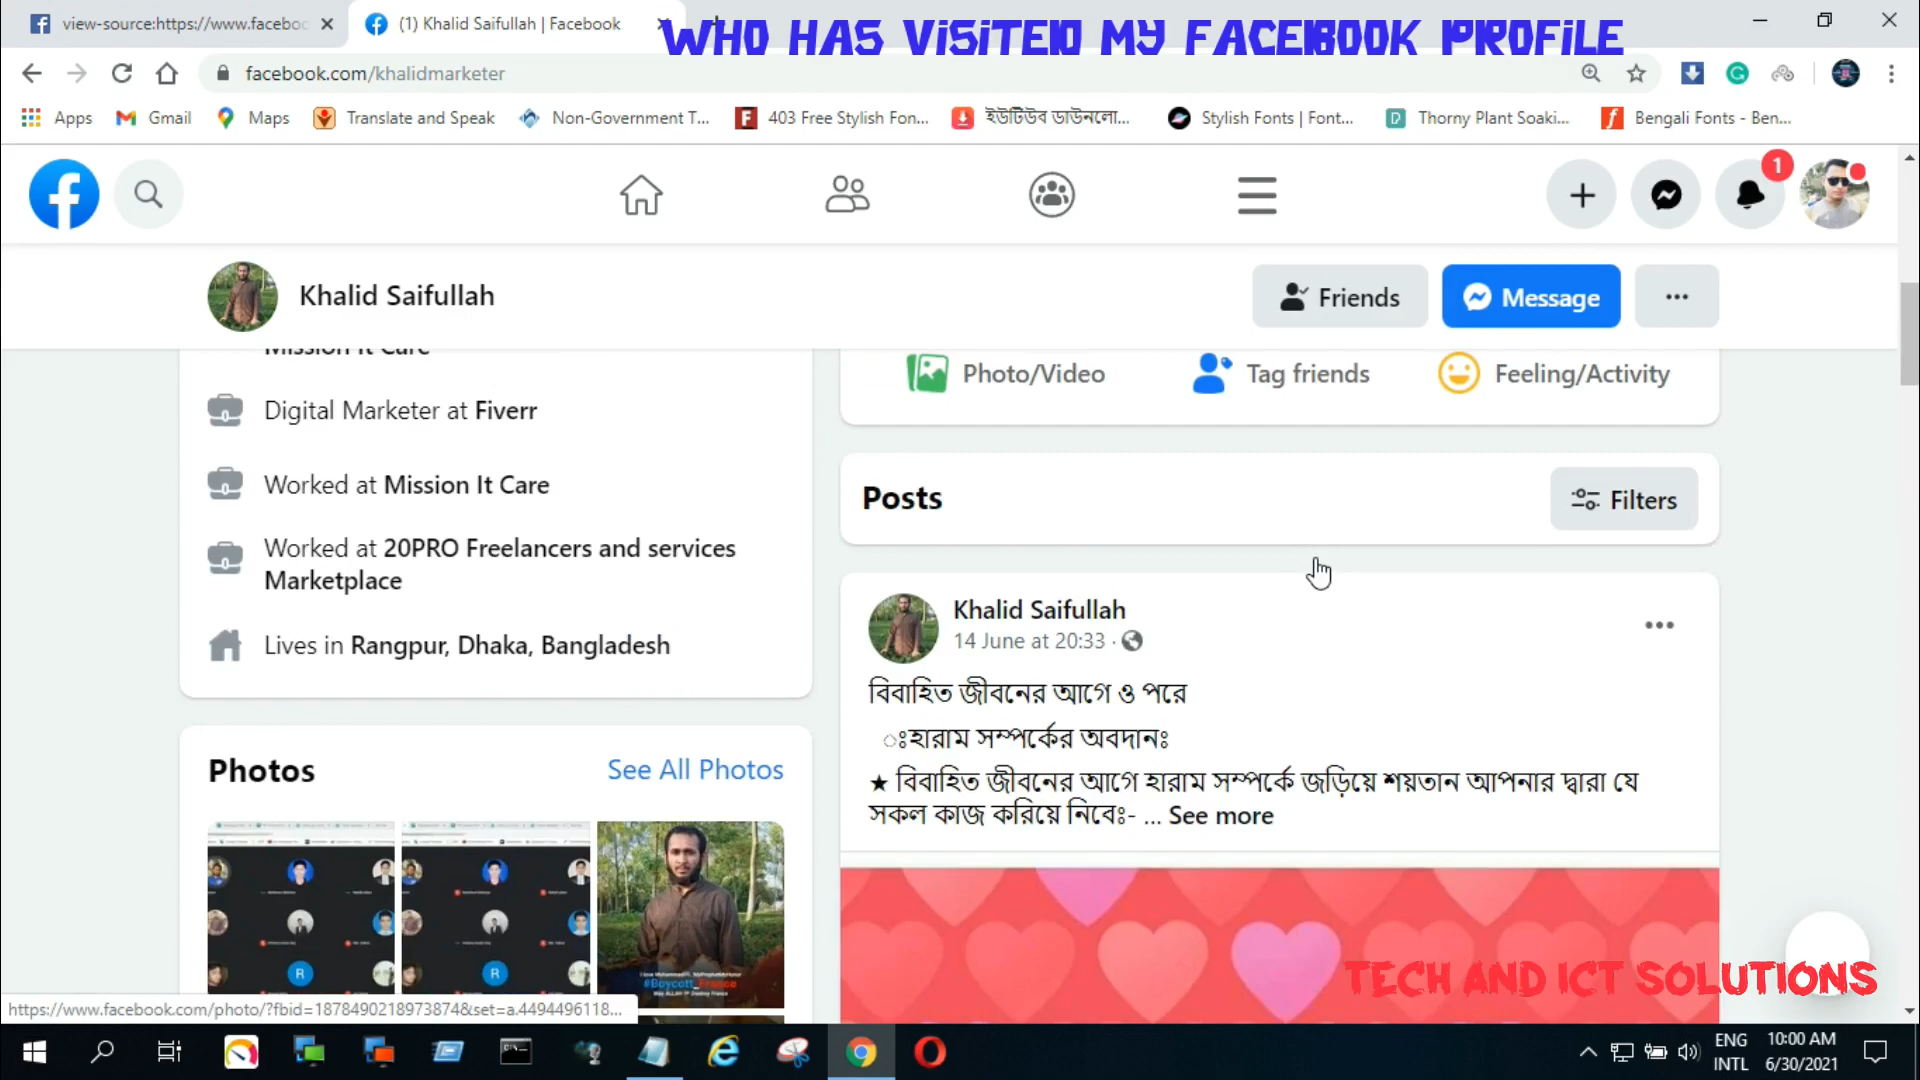 view-source:https://www.faceboo
(1) Khalid Saifullah | Facebook
WHO HAS VISITED MY FACEBOOK PROFILE
facebook.com/khalidmarketer
Apps
Gmail
Maps
Translate and Speak
Non-Government T...
403 Free Stylish Fon...
ইউটিউব ডাউনলো...
Stylish Fonts | Font...
Thorny Plant Soaki...
Bengali Fonts - Ben...
1
Khalid Saifullah
Friends
Message
Mission It Care
Photo/Video
Tag friends
Feeling/Activity
Digital Marketer at Fiverr
Worked at Mission It Care
Worked at 20PRO Freelancers and services
Marketplace
Lives in Rangpur, Dhaka, Bangladesh
Posts
Filters
Khalid Saifullah
14 June at 20:33 ·
বিবাহিত জীবনের আগে ও পরে
ঃহারাম সম্পর্কের অবদানঃ
★ বিবাহিত জীবনের আগে হারাম সম্পর্কে জড়িয়ে শয়তান আপনার দ্বারা যে
সকল কাজ করিয়ে নিবেঃ- ... See more
Photos
See All Photos
R
R
#Boycott_France
TECH AND ICT SOLUTIONS
https://www.facebook.com/photo/?fbid=1878490218973874&set=a.4494496118...
ENG
INTL
10:00 AM
6/30/2021